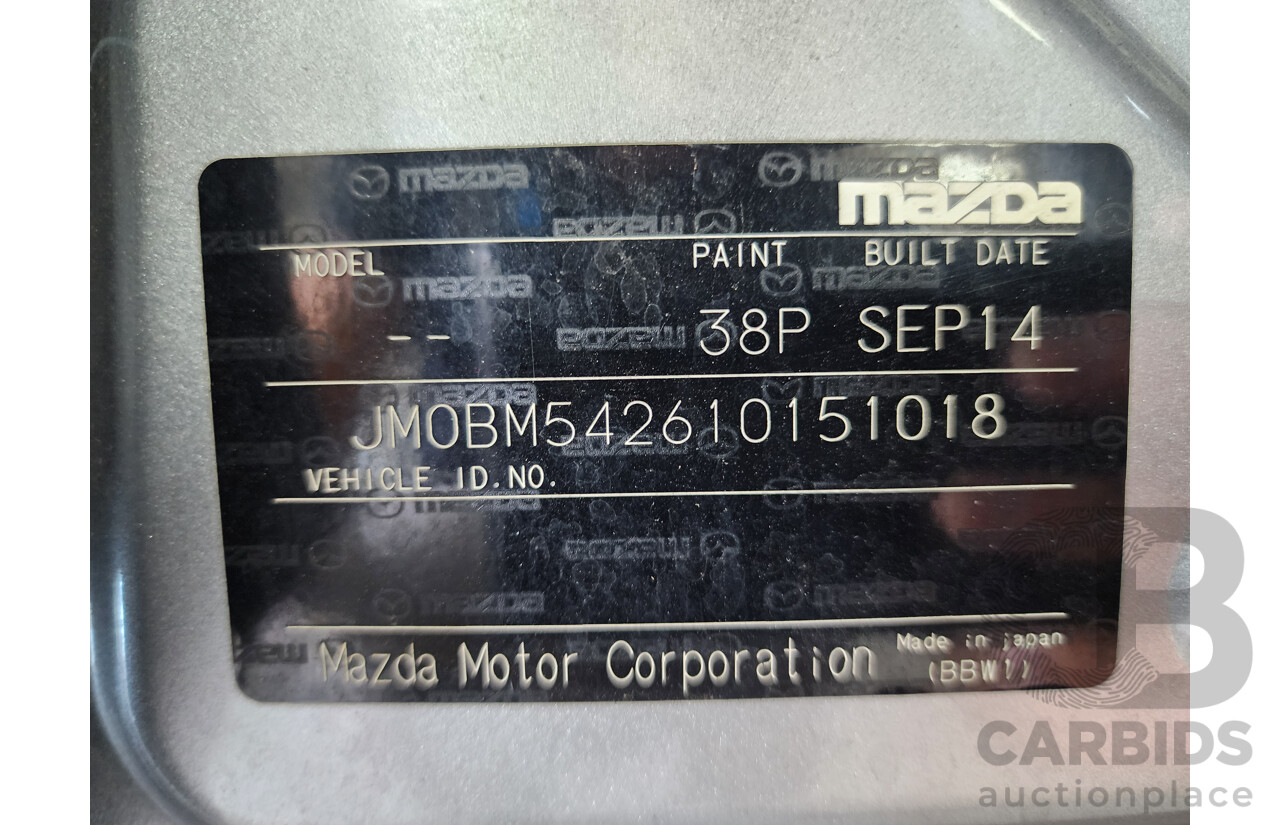 mazda
MODEL PAINT BUILT DATE
-- 38P SEP14
JM0BM542610151018
VEHICLE ID.NO.
Mazda Motor Corporation Made in japan
(BBW1)
CARBIDS
auctionplace